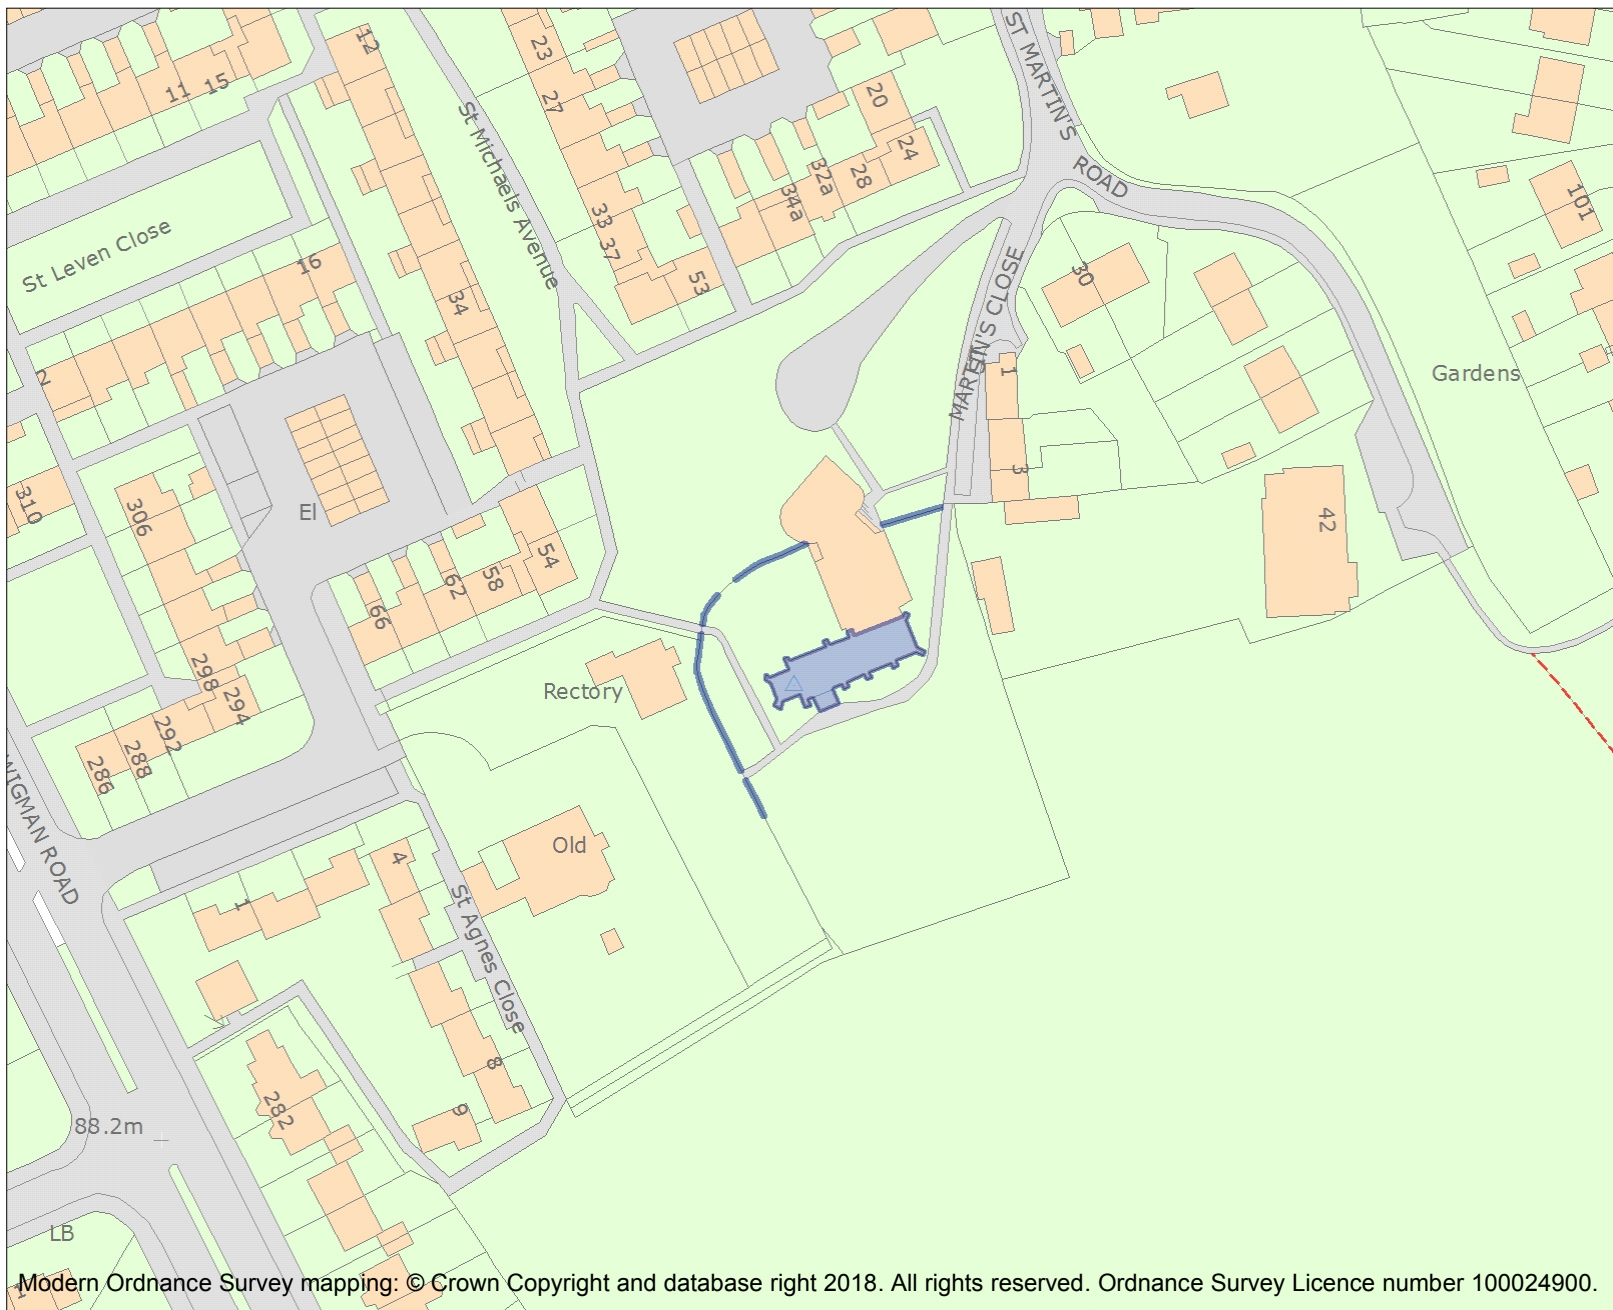 12
23
11 15
27
20
ST MARTIN'S
ROAD
24
St Michaels Avenue
32a
28
34a
101
33 37
St Leven Close
16
53
30
34
MARTIN'S CLOSE
1
Gardens
2
3
310
306
El
42
54
58
62
66
298
294
Rectory
292
288
286
WIGMAN ROAD
Old
4
1
St Agnes Close
8
9
282
88.2m
LB
1
Modern Ordnance Survey mapping: © Crown Copyright and database right 2018. All rights reserved. Ordnance Survey Licence number 100024900.